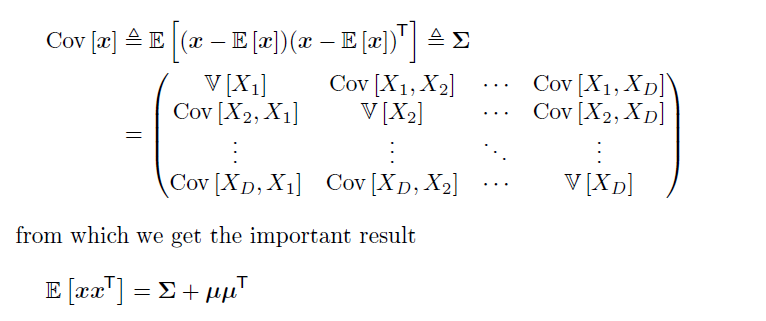 Cov [x] ≜ E [(x − E [x])(x − E [x])ᵀ] ≜ Σ
= ( V [X₁] Cov [X₁, X₂] ⋯ Cov [X₁, X_D]
Cov [X₂, X₁] V [X₂] ⋯ Cov [X₂, X_D]
⋮ ⋮ ⋱ ⋮
Cov [X_D, X₁] Cov [X_D, X₂] ⋯ V [X_D] )
from which we get the important result
E [xxᵀ] = Σ + μμᵀ